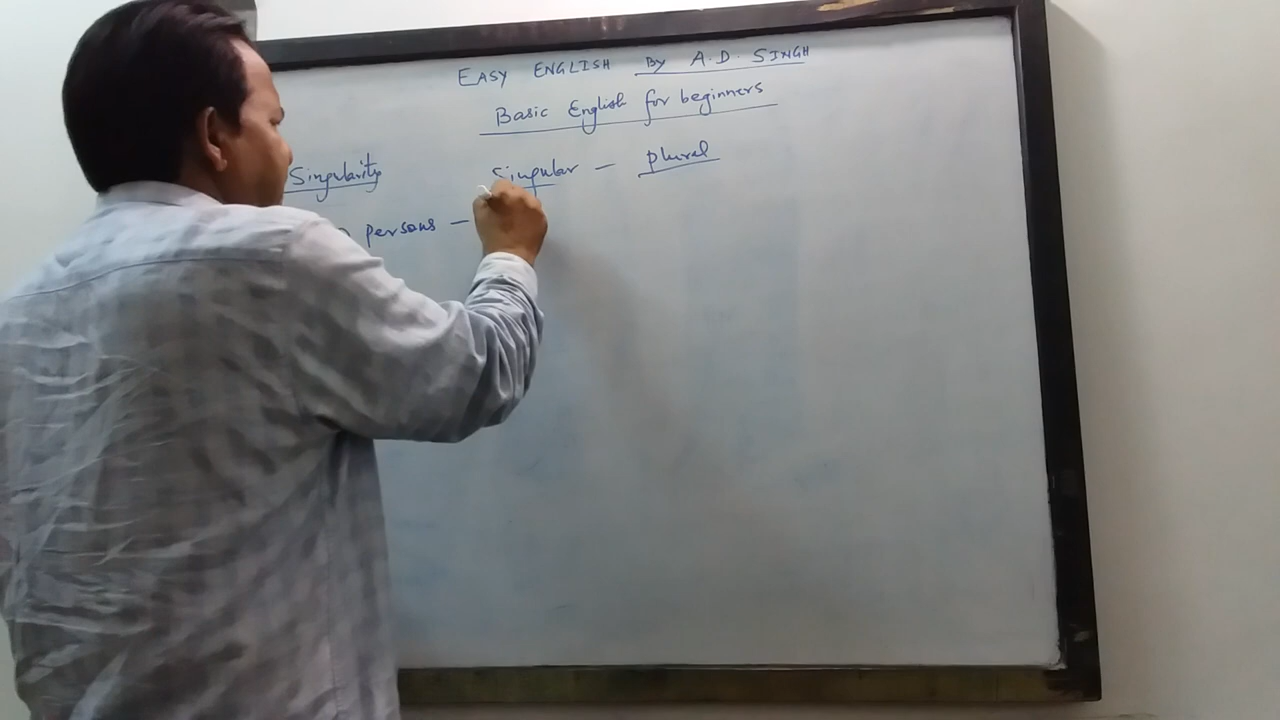 EASY ENGLISH BY A.D. SINGH
Basic English for beginners
Singularity Singular - plural
persons -